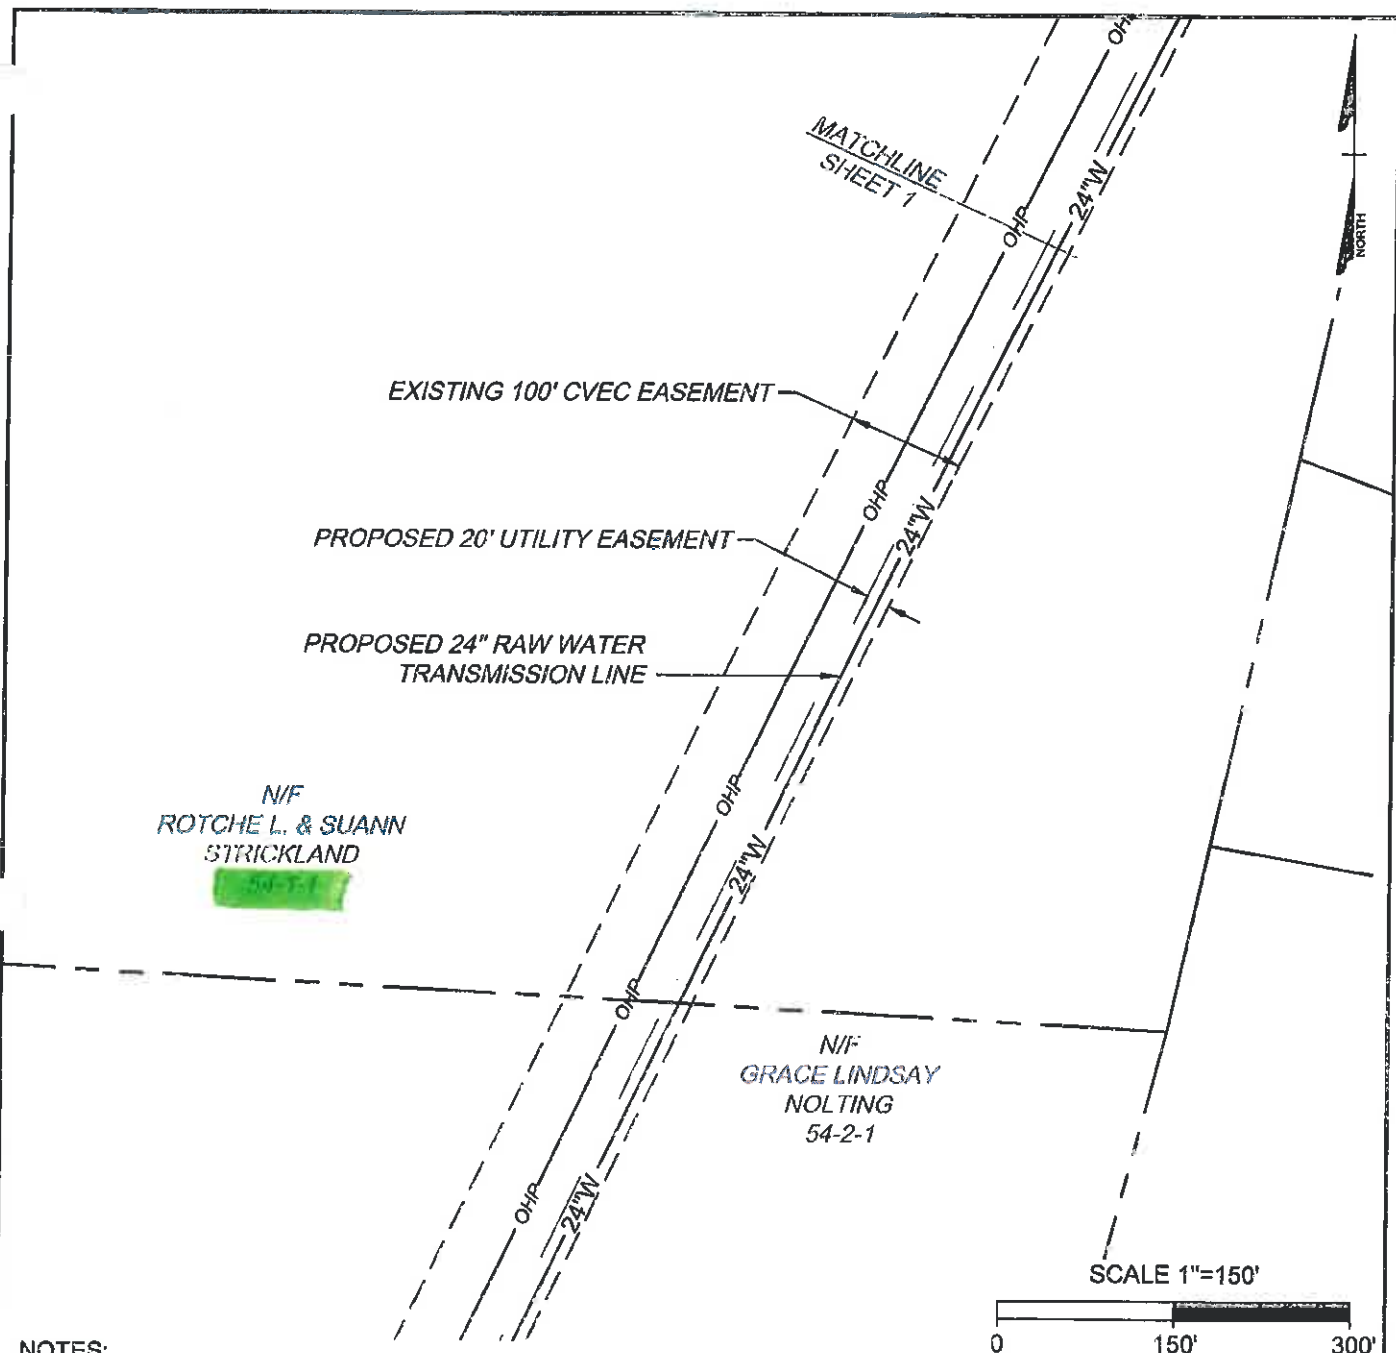 OHP
MATCHLINE
SHEET 1
24"W
OHP
NORTH
EXISTING 100' CVEC EASEMENT
OHP
24"W
PROPOSED 20' UTILITY EASEMENT
PROPOSED 24" RAW WATER
TRANSMISSION LINE
N/F
ROTCHE L. & SUANN
STRICKLAND
OHP
24"W
OHP
N/F
GRACE LINDSAY
NOLTING
54-2-1
OHP
24"W
SCALE 1"=150'
0 150' 300'
NOTES: